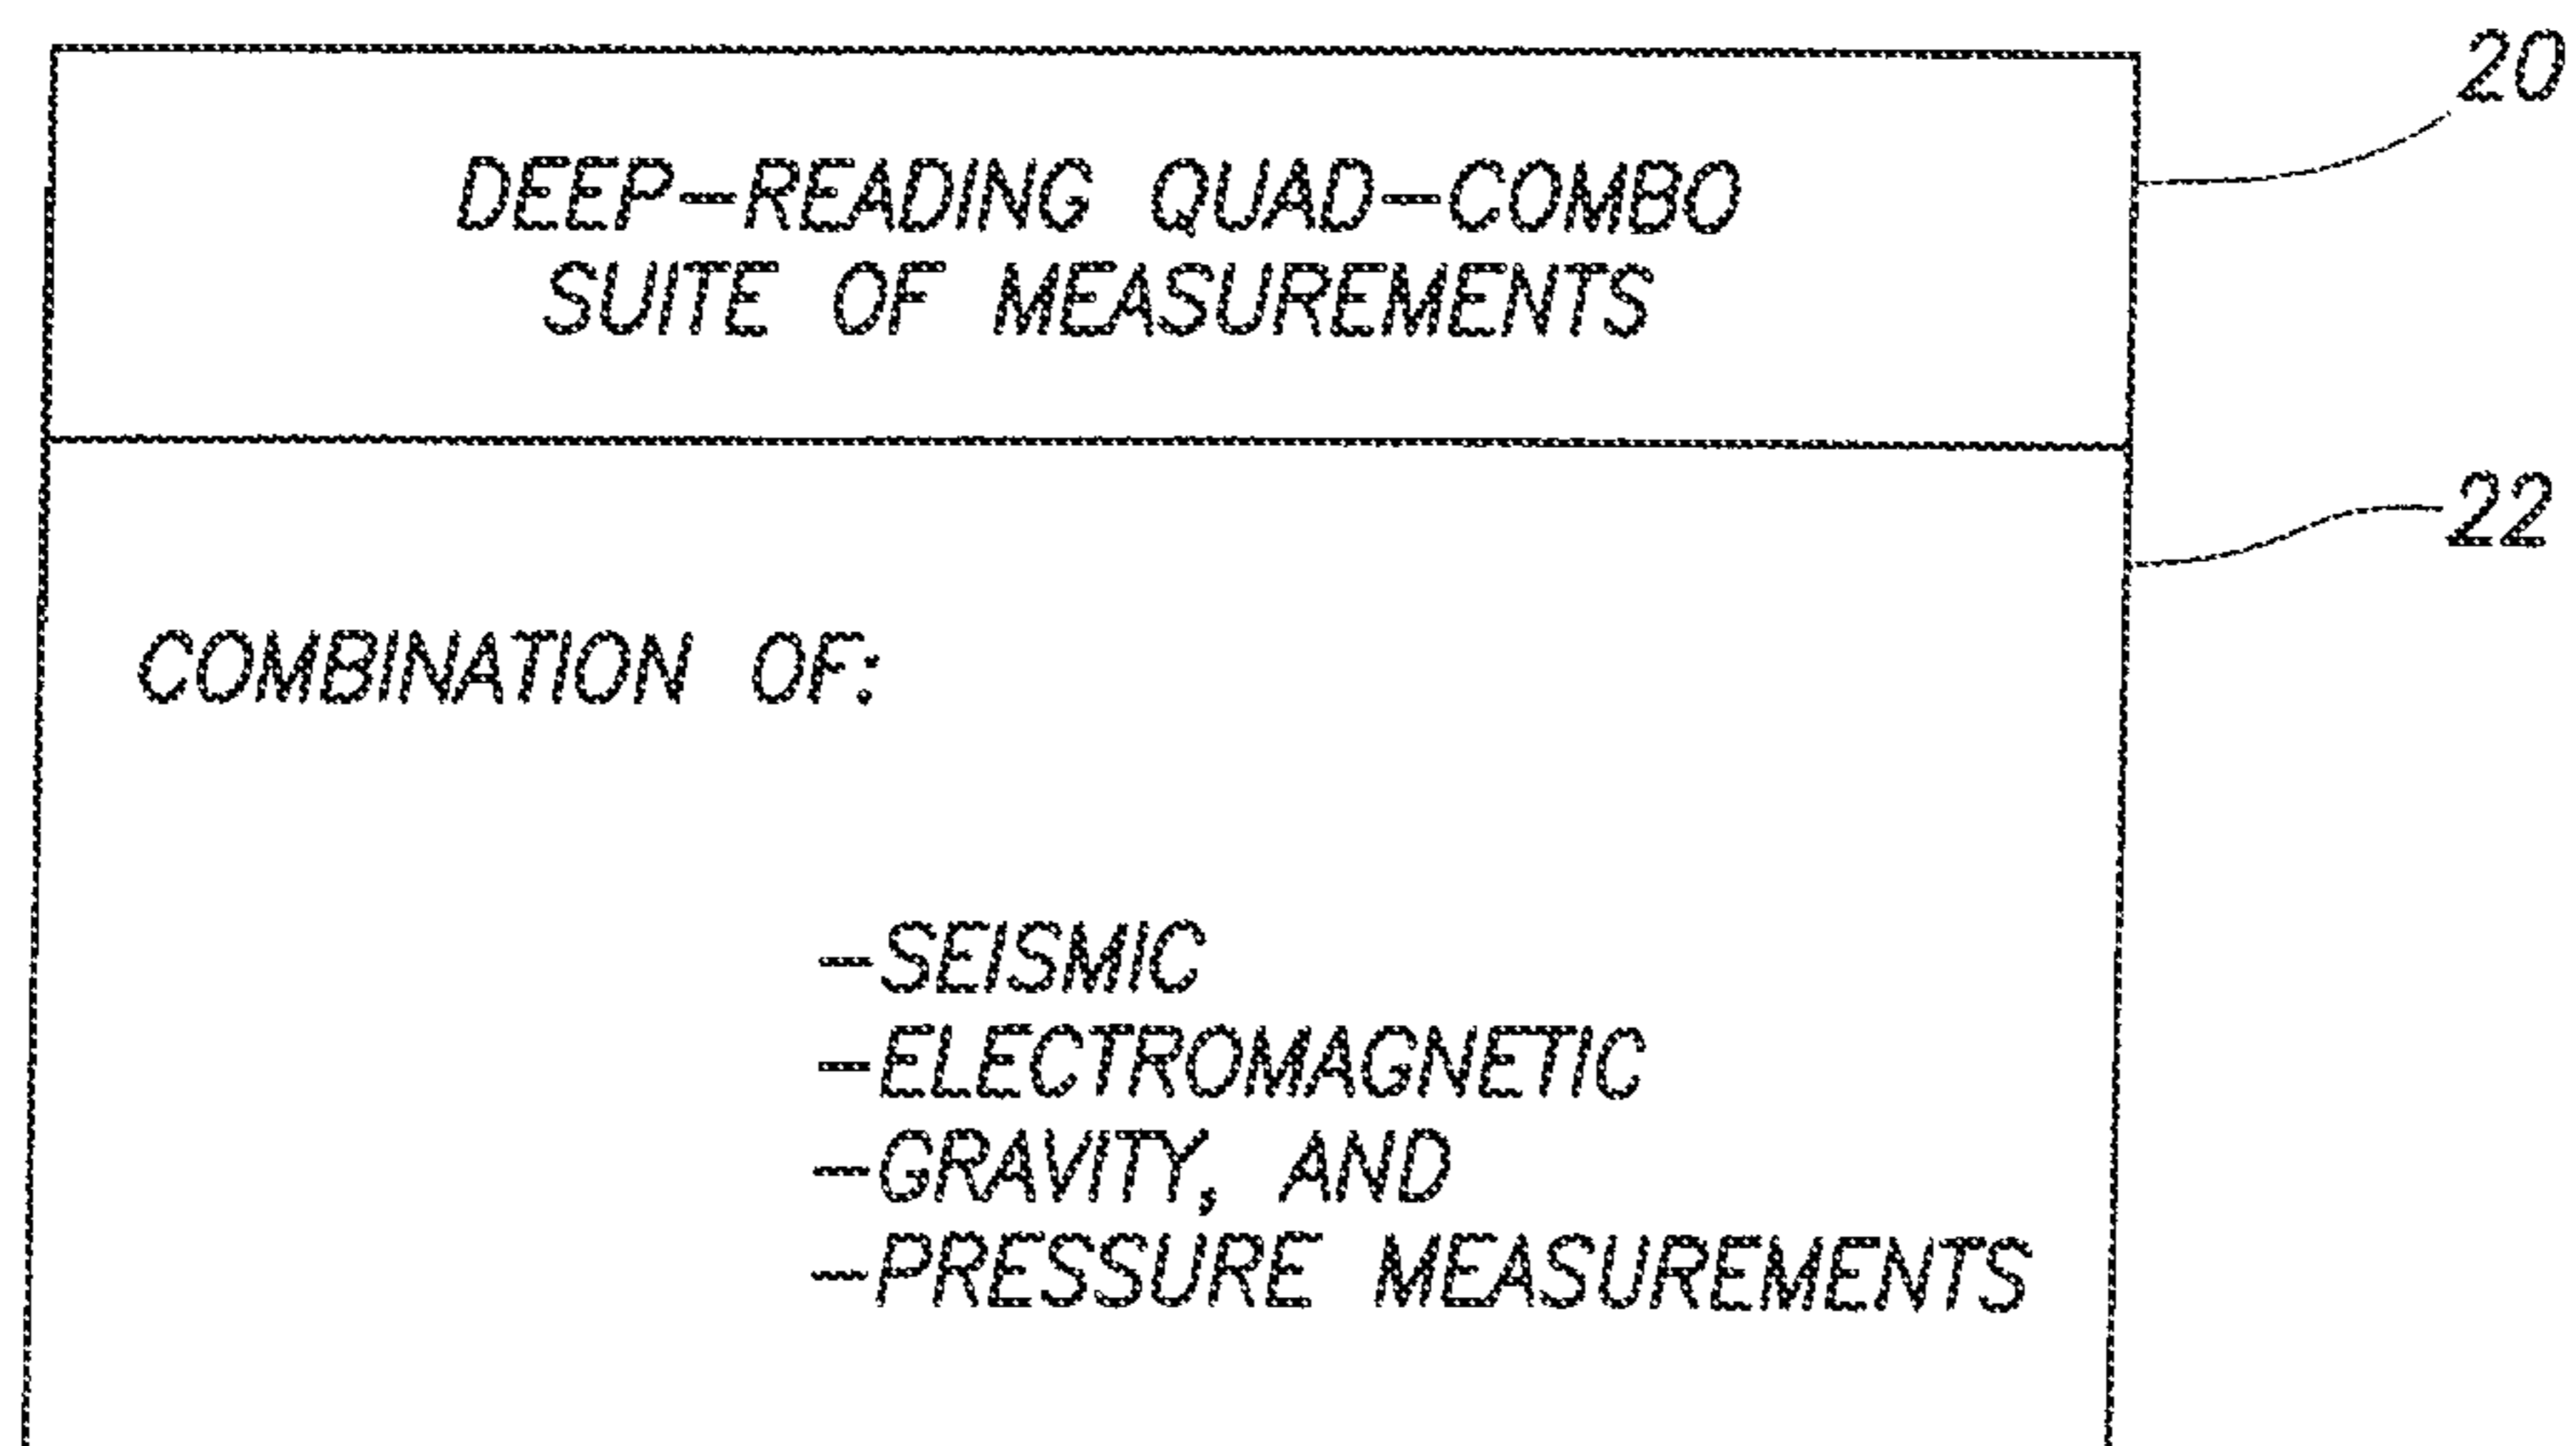 20
DEEP-READING QUAD-COMBO
SUITE OF MEASUREMENTS
22
COMBINATION OF:
-SEISMIC
-ELECTROMAGNETIC
-GRAVITY, AND
-PRESSURE MEASUREMENTS